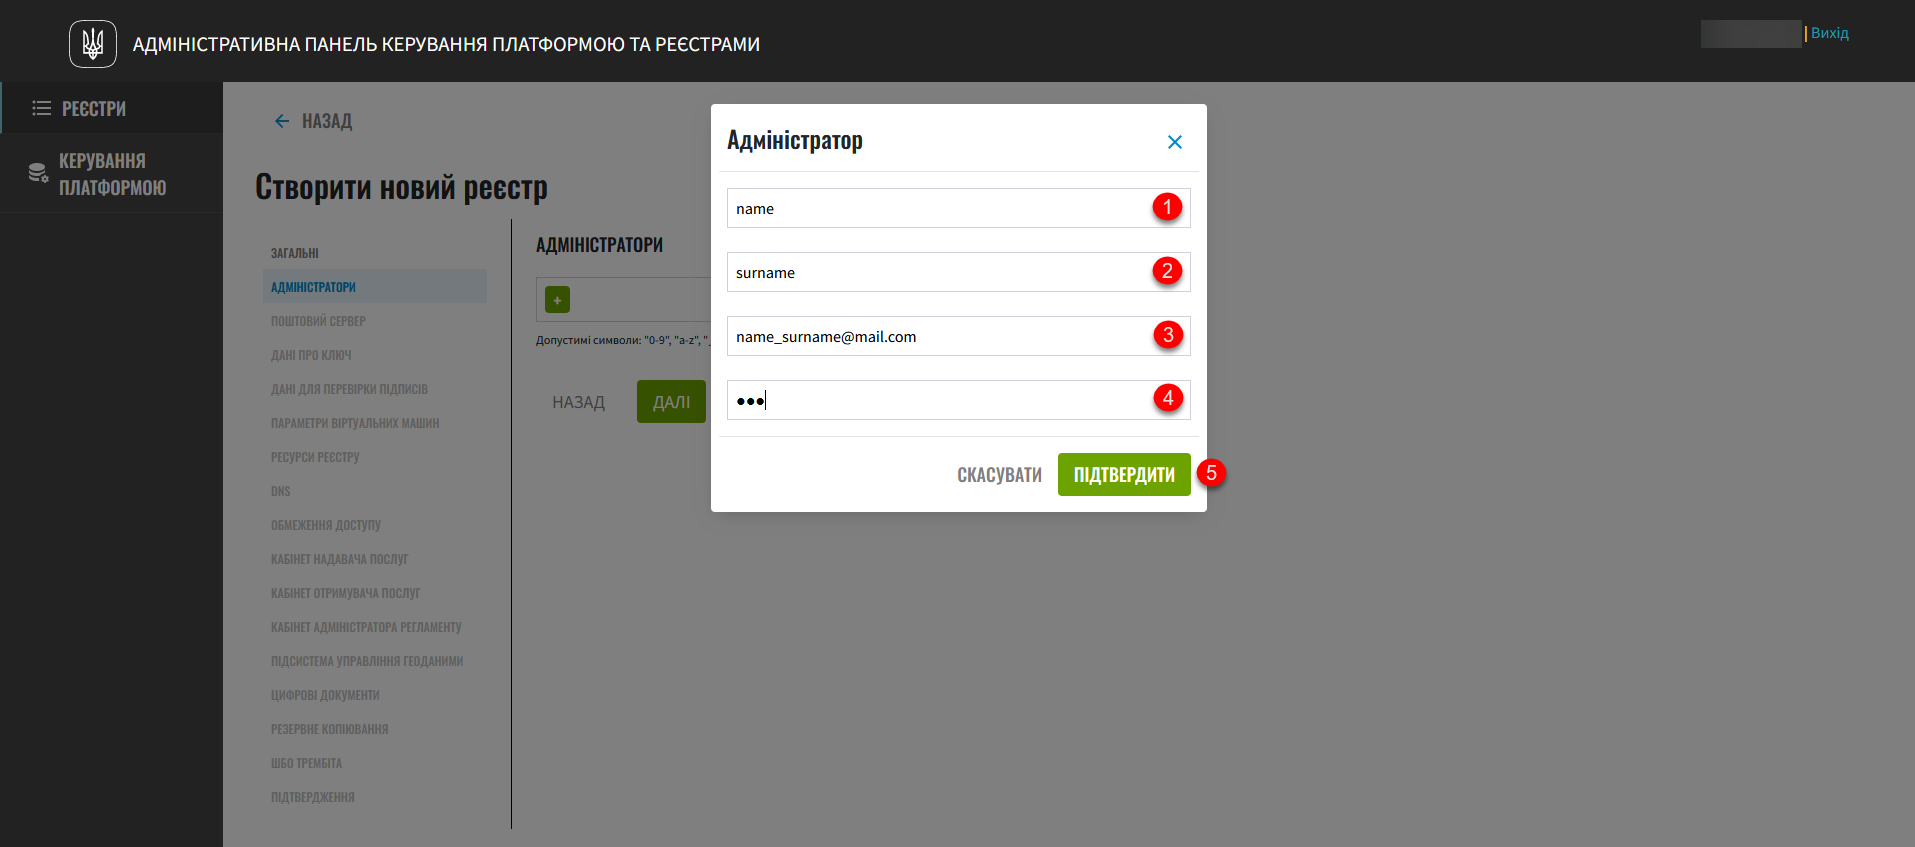 АДМІНІСТРАТИВНА ПАНЕЛЬ КЕРУВАННЯ ПЛАТФОРМОЮ ТА РЕЄСТРАМИ
| Вихід
РЕЄСТРИ
КЕРУВАННЯ
ПЛАТФОРМОЮ
НАЗАД
Створити новий реєстр
ЗАГАЛЬНІ
АДМІНІСТРАТОРИ
ПОШТОВИЙ СЕРВЕР
ДАНІ ПРО КЛЮЧ
ДАНІ ДЛЯ ПЕРЕВІРКИ ПІДПИСІВ
ПАРАМЕТРИ ВІРТУАЛЬНИХ МАШИН
РЕСУРСИ РЕЄСТРУ
DNS
ОБМЕЖЕННЯ ДОСТУПУ
КАБІНЕТ НАДАВАЧА ПОСЛУГ
КАБІНЕТ ОТРИМУВАЧА ПОСЛУГ
КАБІНЕТ АДМІНІСТРАТОРА РЕГЛАМЕНТУ
ПІДСИСТЕМА УПРАВЛІННЯ ГЕОДАНИМИ
ЦИФРОВІ ДОКУМЕНТИ
РЕЗЕРВНЕ КОПІЮВАННЯ
ШБО ТРЕМБІТА
ПІДТВЕРДЖЕННЯ
АДМІНІСТРАТОРИ
+
Допустимі символи: "0-9", "a-z", "_
НАЗАД ДАЛІ
Адміністратор
name 1
surname 2
name_surname@mail.com 3
●●● 4
СКАСУВАТИ ПІДТВЕРДИТИ 5